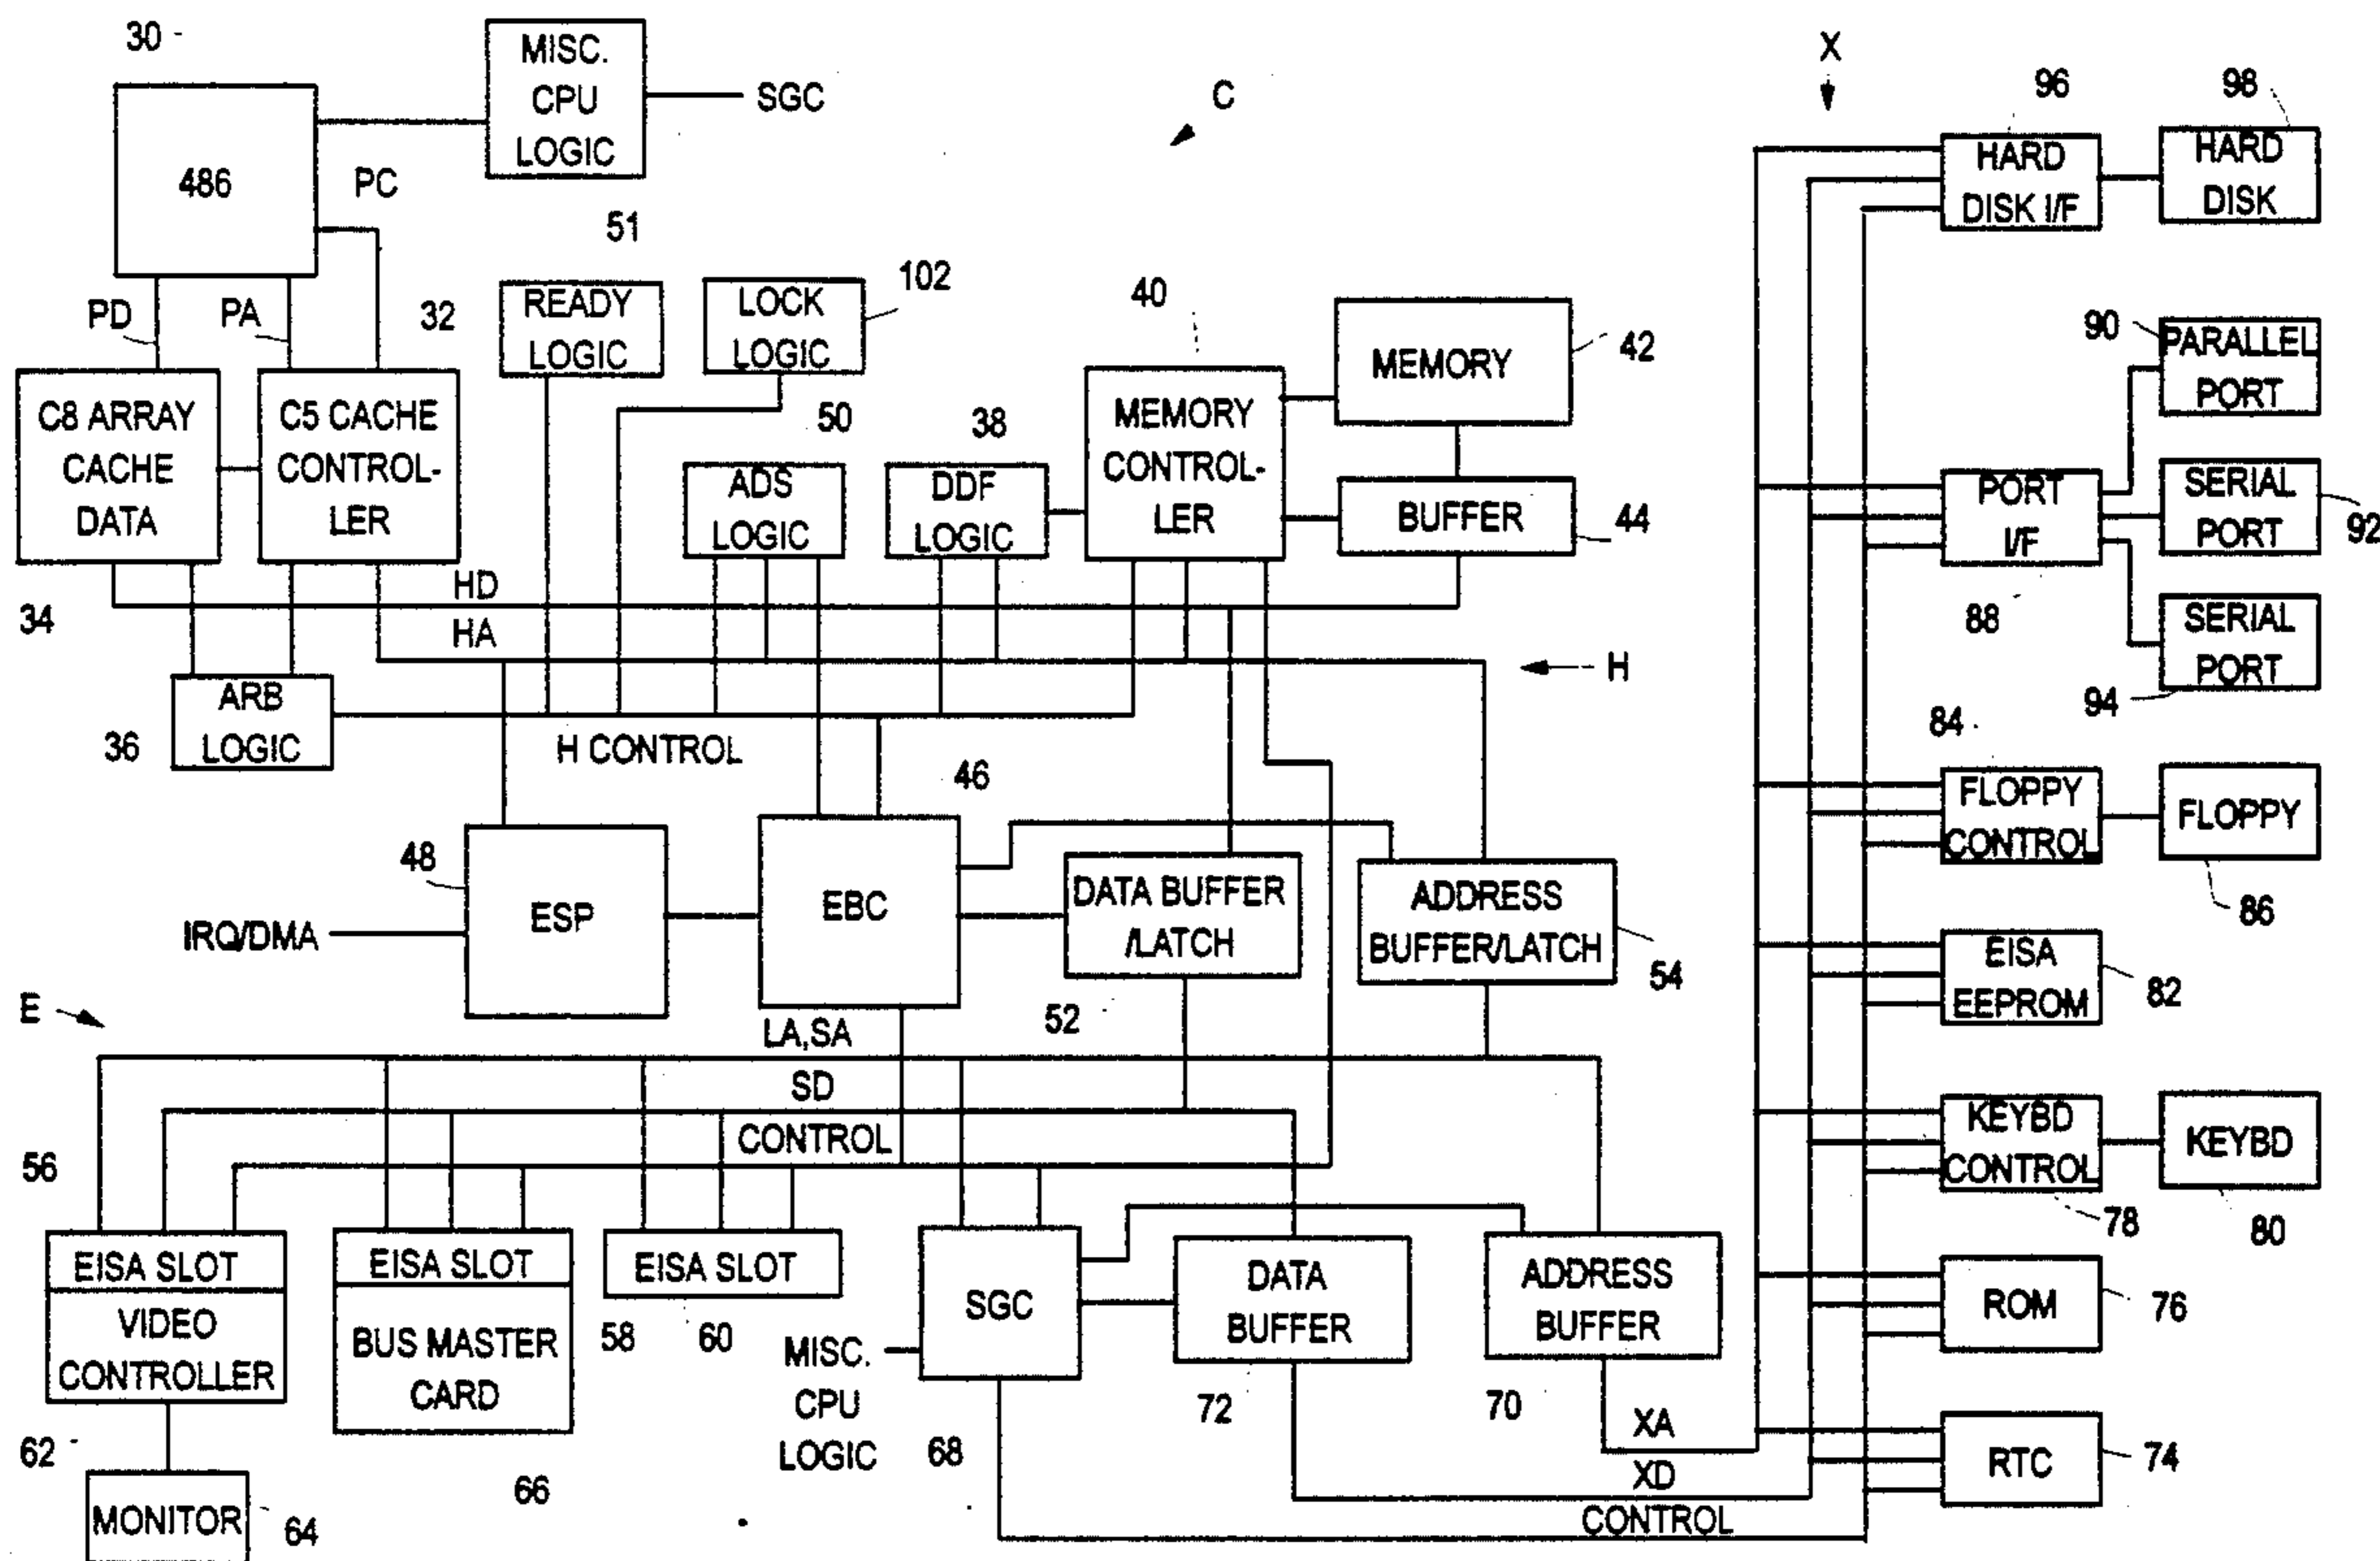 30
MISC.
CPU
LOGIC
SGC
C
X
96
98
486
PC
HARD
DISK I/F
HARD
DISK
51
PD
PA
32
READY
LOGIC
LOCK
LOGIC
102
40
MEMORY
42
90
PARALLEL
PORT
C8 ARRAY
CACHE
DATA
C5 CACHE
CONTROL-
LER
50
ADS
LOGIC
38
DDF
LOGIC
MEMORY
CONTROL-
LER
BUFFER
44
PORT
I/F
SERIAL
PORT
92
34
HD
HA
H
88
SERIAL
PORT
94
36
ARB
LOGIC
H CONTROL
46
84
FLOPPY
CONTROL
FLOPPY
86
48
IRQ/DMA
ESP
EBC
DATA BUFFER
/LATCH
ADDRESS
BUFFER/LATCH
54
EISA
EEPROM
82
E
52
LA,SA
SD
CONTROL
KEYBD
CONTROL
KEYBD
78
80
56
EISA SLOT
VIDEO
CONTROLLER
EISA SLOT
BUS MASTER
CARD
EISA SLOT
58
60
MISC.
CPU
LOGIC
SGC
DATA
BUFFER
ADDRESS
BUFFER
ROM
76
62
66
68
72
70
XA
XD
CONTROL
RTC
74
MONITOR
64